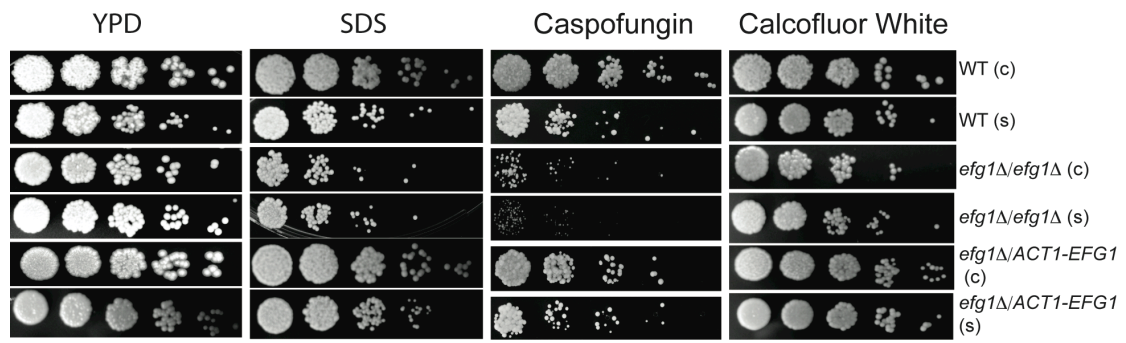 YPD SDS Caspofungin Calcofluor White
WT (c)
WT (s)
efg1Δ/efg1Δ (c)
efg1Δ/efg1Δ (s)
efg1Δ/ACT1-EFG1
(c)
efg1Δ/ACT1-EFG1
(s)